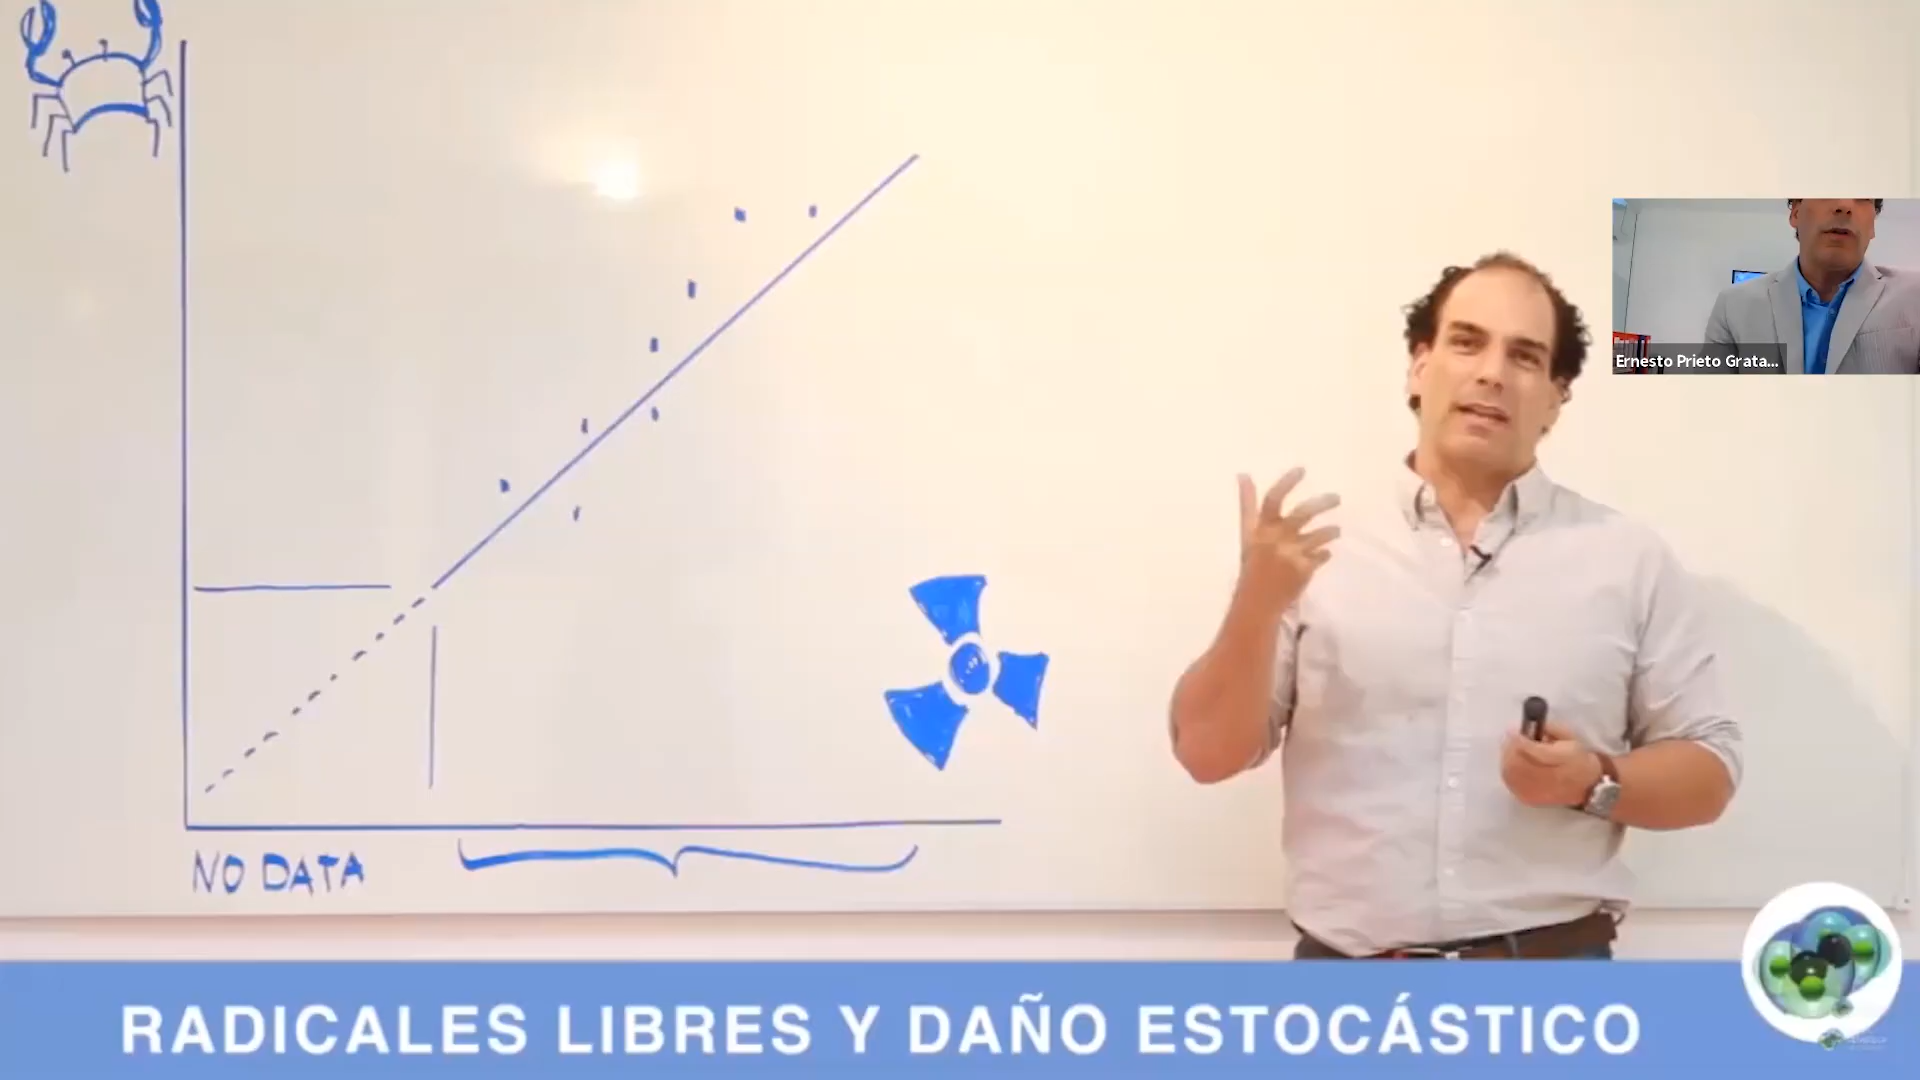 Ernesto Prieto Grata...
NO DATA
RADICALES LIBRES Y DAÑO ESTOCÁSTICO